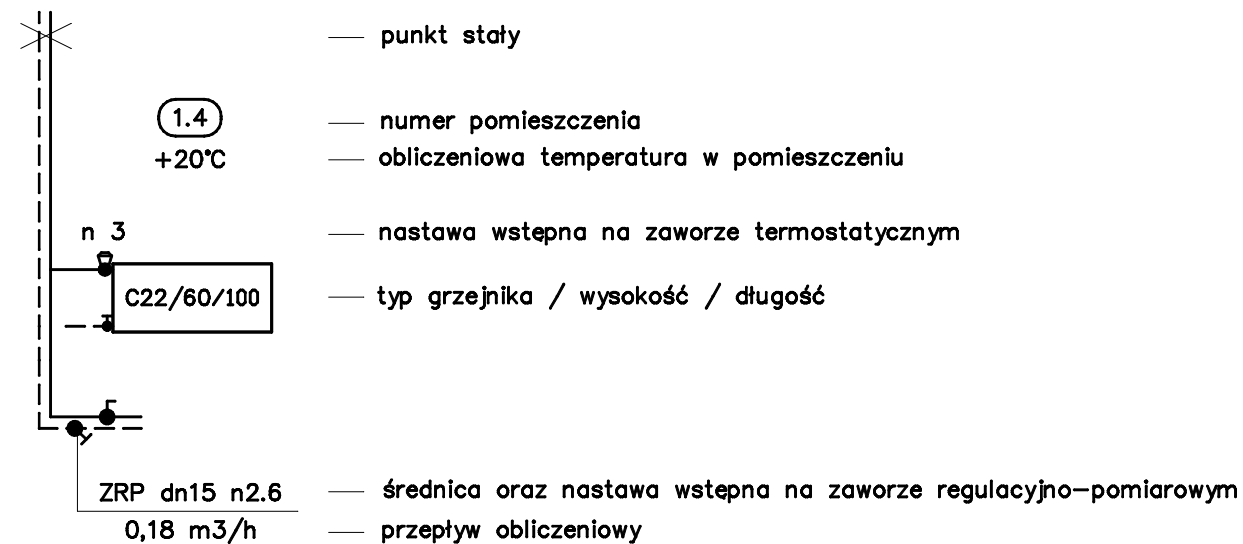 punkt stały
1.4 numer pomieszczenia
+20°C obliczeniowa temperatura w pomieszczeniu
n 3 nastawa wstępna na zaworze termostatycznym
C22/60/100 typ grzejnika / wysokość / długość
ZRP dn15 n2.6 średnica oraz nastawa wstępna na zaworze regulacyjno-pomiarowym
0,18 m3/h przepływ obliczeniowy